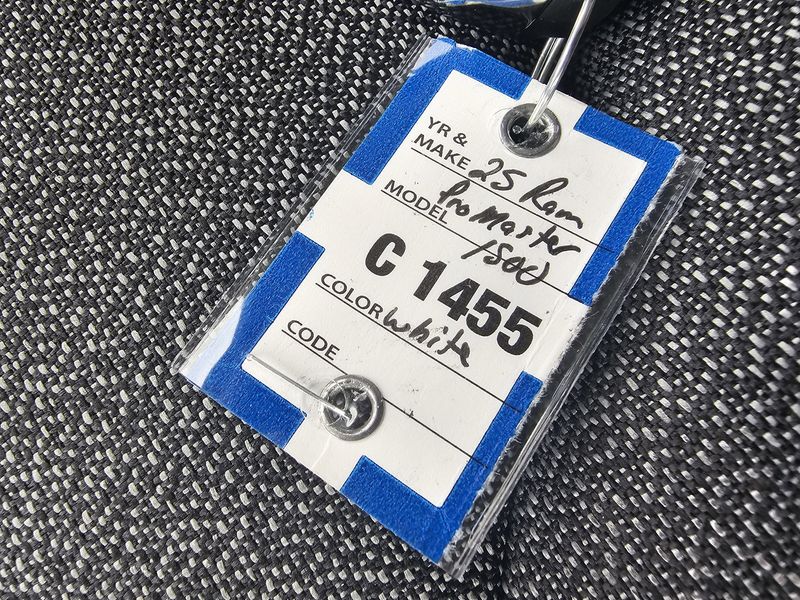 YR &
MAKE 25 Ram
MODEL ProMaster
1500
C 1455
COLOR white
CODE